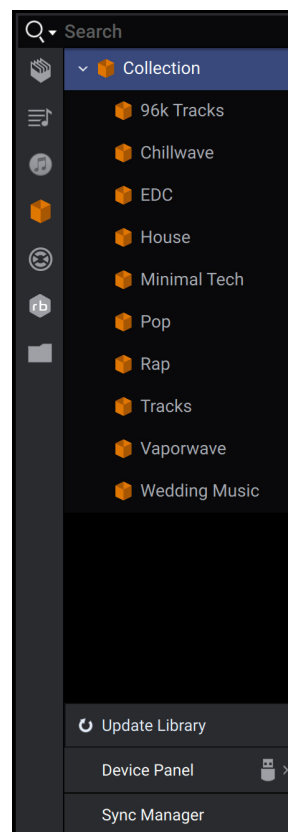 Search
Collection
96k Tracks
Chillwave
EDC
House
Minimal Tech
Pop
rb
Rap
Tracks
Vaporwave
Wedding Music
Update Library
Device Panel
Sync Manager